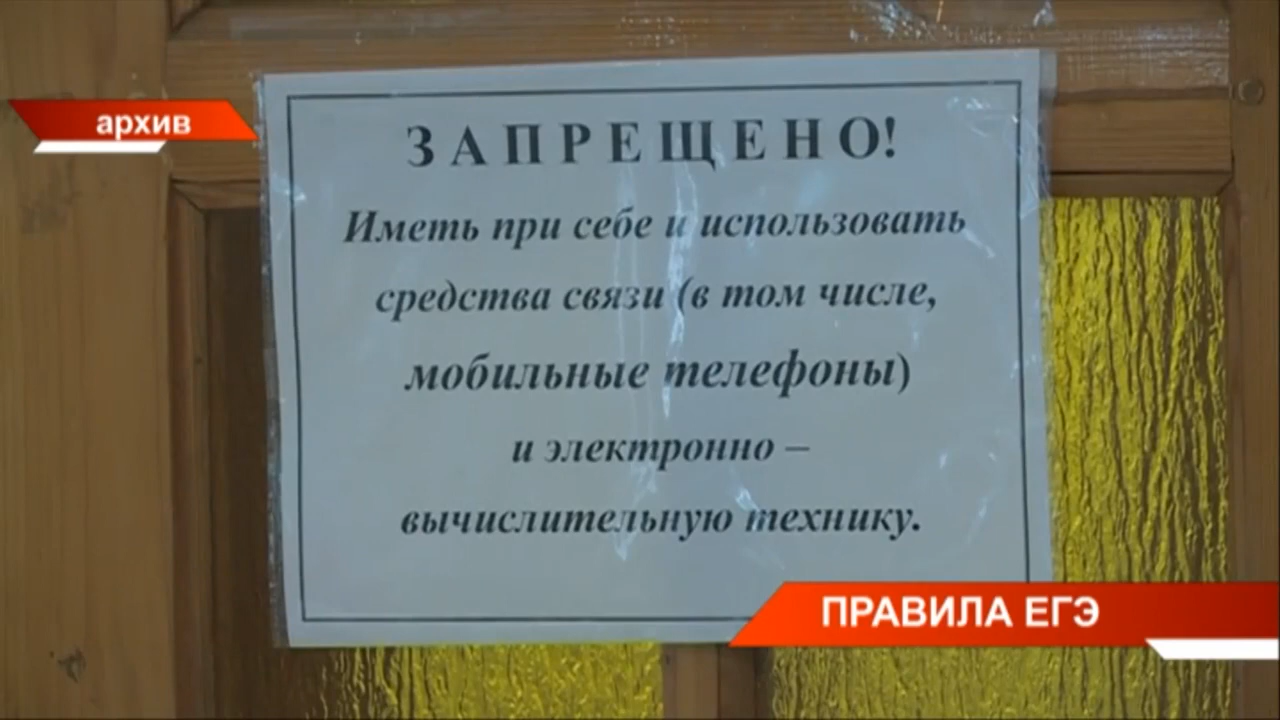 архив
ЗАПРЕЩЕНО!
Иметь при себе и использовать
средства связи (в том числе,
мобильные телефоны)
и электронно –
вычислительную технику.
ПРАВИЛА ЕГЭ